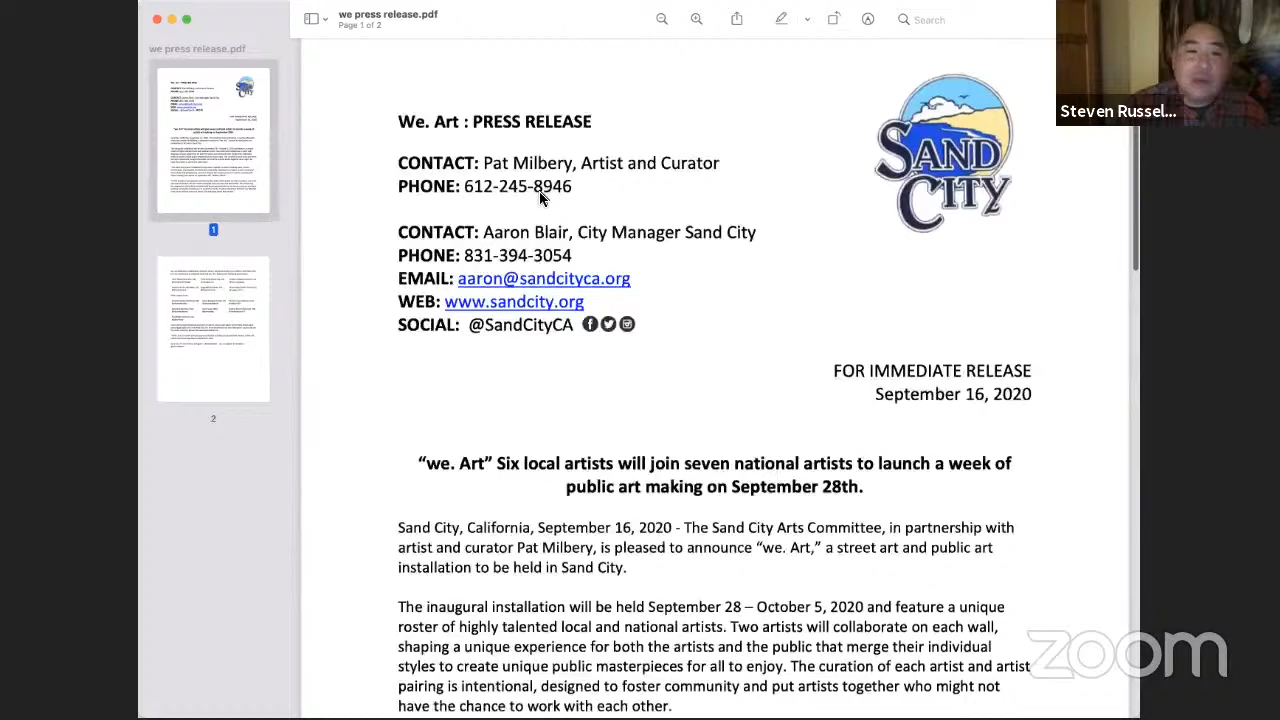 we press release.pdf
Page 1 of 2
Search
we press release.pdf
1
2
Steven Russel...
SAND
CITY
We. Art : PRESS RELEASE
CONTACT: Pat Milbery, Artist and Curator
PHONE: 612-245-8946
CONTACT: Aaron Blair, City Manager Sand City
PHONE: 831-394-3054
EMAIL: aaron@sandcityca.org
WEB: www.sandcity.org
SOCIAL: @SandCityCA
FOR IMMEDIATE RELEASE
September 16, 2020
“we. Art” Six local artists will join seven national artists to launch a week of
public art making on September 28th.
Sand City, California, September 16, 2020 - The Sand City Arts Committee, in partnership with
artist and curator Pat Milbery, is pleased to announce “we. Art,” a street art and public art
installation to be held in Sand City.
The inaugural installation will be held September 28 – October 5, 2020 and feature a unique
roster of highly talented local and national artists. Two artists will collaborate on each wall,
shaping a unique experience for both the artists and the public that merge their individual
styles to create unique public masterpieces for all to enjoy. The curation of each artist and artist
pairing is intentional, designed to foster community and put artists together who might not
have the chance to work with each other.
zoom